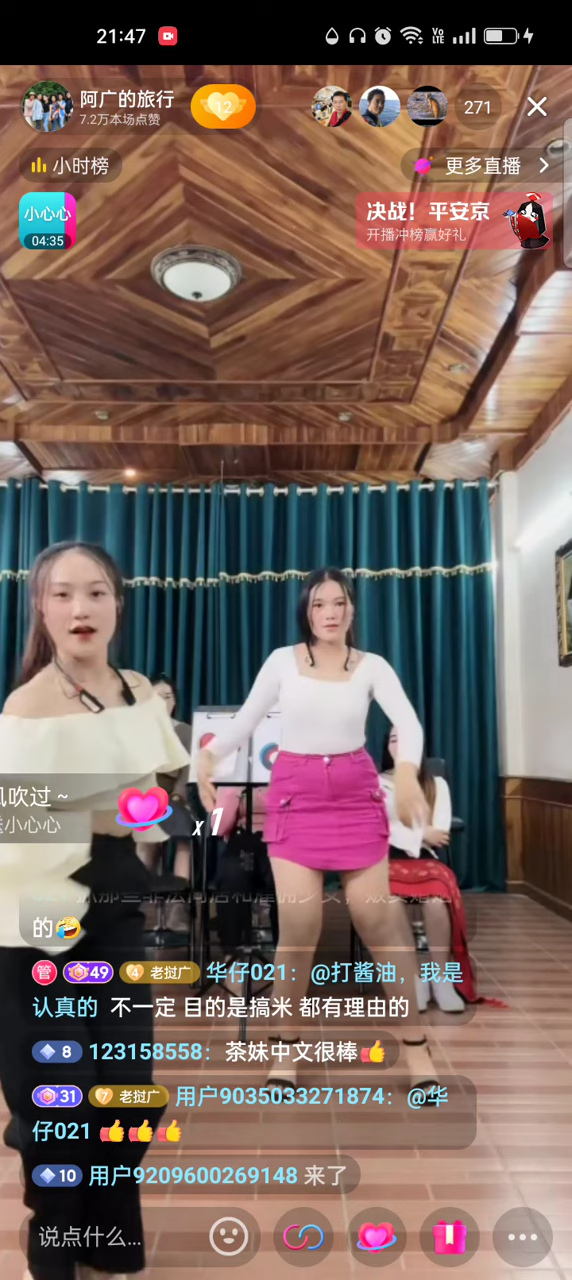 21:47
Vo LTE
阿广的旅行
7.2万本场点赞
12
271
小时榜
更多直播
小心心
04:35
决战！平安京
开播冲榜赢好礼
风吹过～
送小心心
x1
的🤣
管 49 4 老挝广 华仔021：@打酱油，我是
认真的 不一定 目的是搞米 都有理由的
8 123158558：茶妹中文很棒👍
31 7 老挝广 用户9035033271874：@华
仔021 👍👍👍
10 用户9209600269148 来了
说点什么...